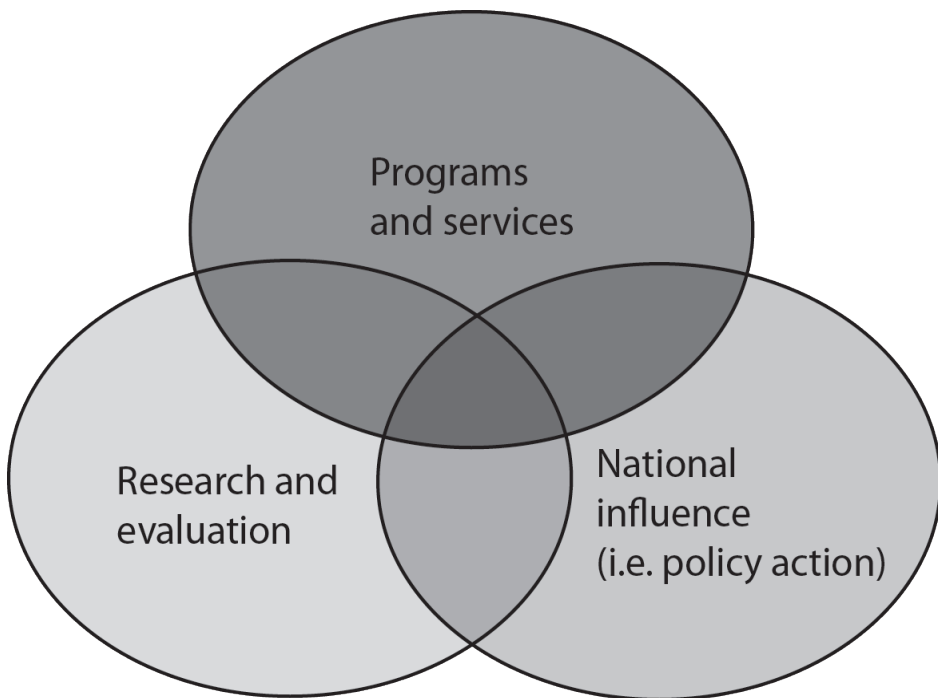 Programs
and services
Research and
evaluation
National
influence
(i.e. policy action)